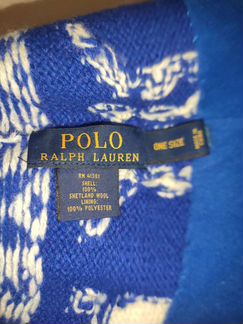 POLO
RALPH LAUREN
ONE SIZE
RN 41381
SHELL:
100%
SHETLAND WOOL
LINING:
100% POLYESTER